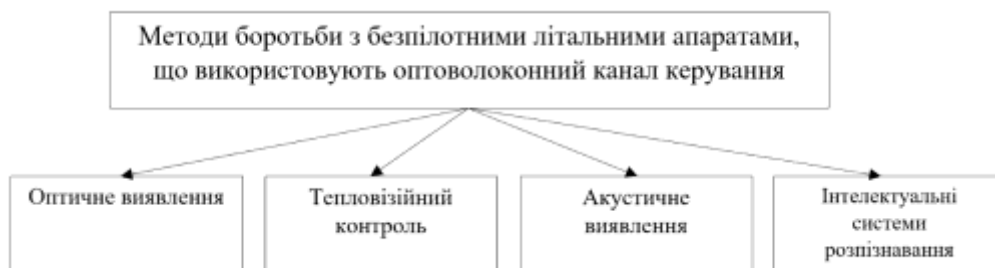 Методи боротьби з безпілотними літальними апаратами,
що використовують оптоволоконний канал керування
Оптичне виявлення
Тепловізійний
контроль
Акустичне
виявлення
Інтелектуальні
системи
розпізнавання